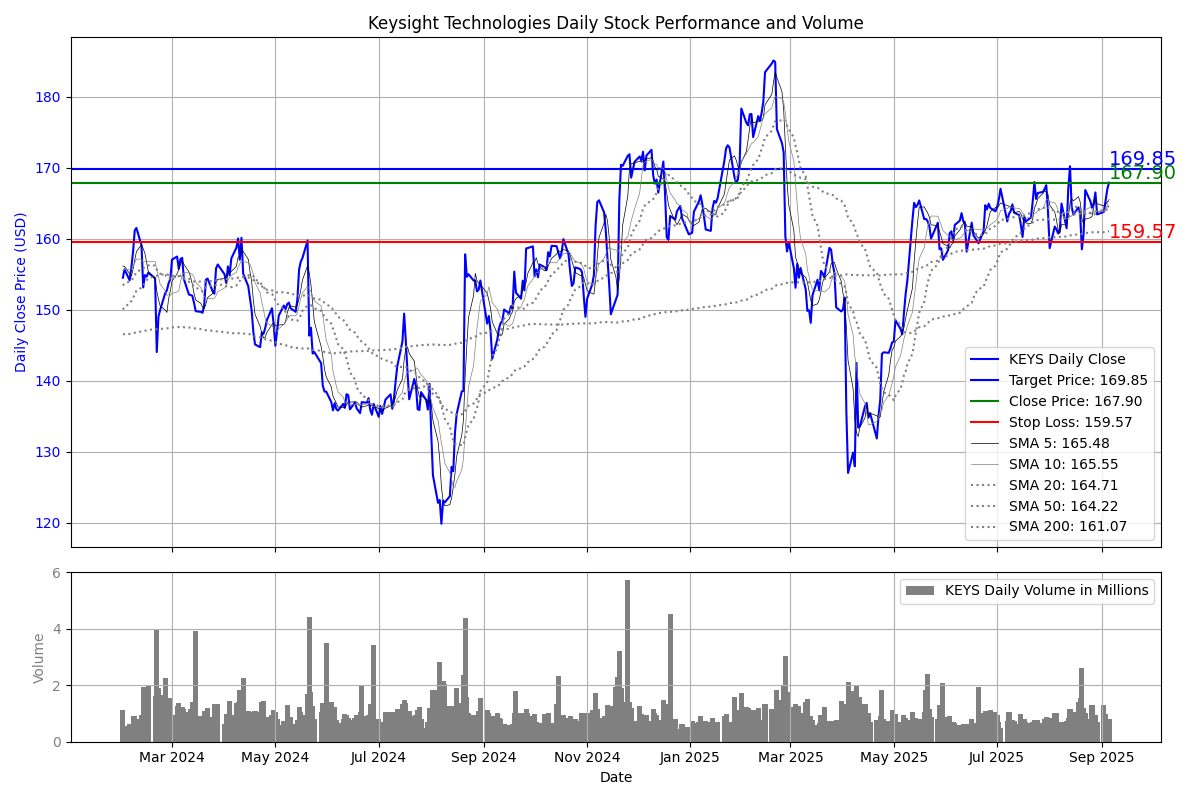 Keysight Technologies Daily Stock Performance and Volume
Daily Close Price (USD)
180
170
160
150
140
130
120
169.85
167.90
159.57
KEYS Daily Close
Target Price: 169.85
Close Price: 167.90
Stop Loss: 159.57
SMA 5: 165.48
SMA 10: 165.55
SMA 20: 164.71
SMA 50: 164.22
SMA 200: 161.07
Volume
6
4
2
0
KEYS Daily Volume in Millions
Mar 2024 May 2024 Jul 2024 Sep 2024 Nov 2024 Jan 2025 Mar 2025 May 2025 Jul 2025 Sep 2025
Date